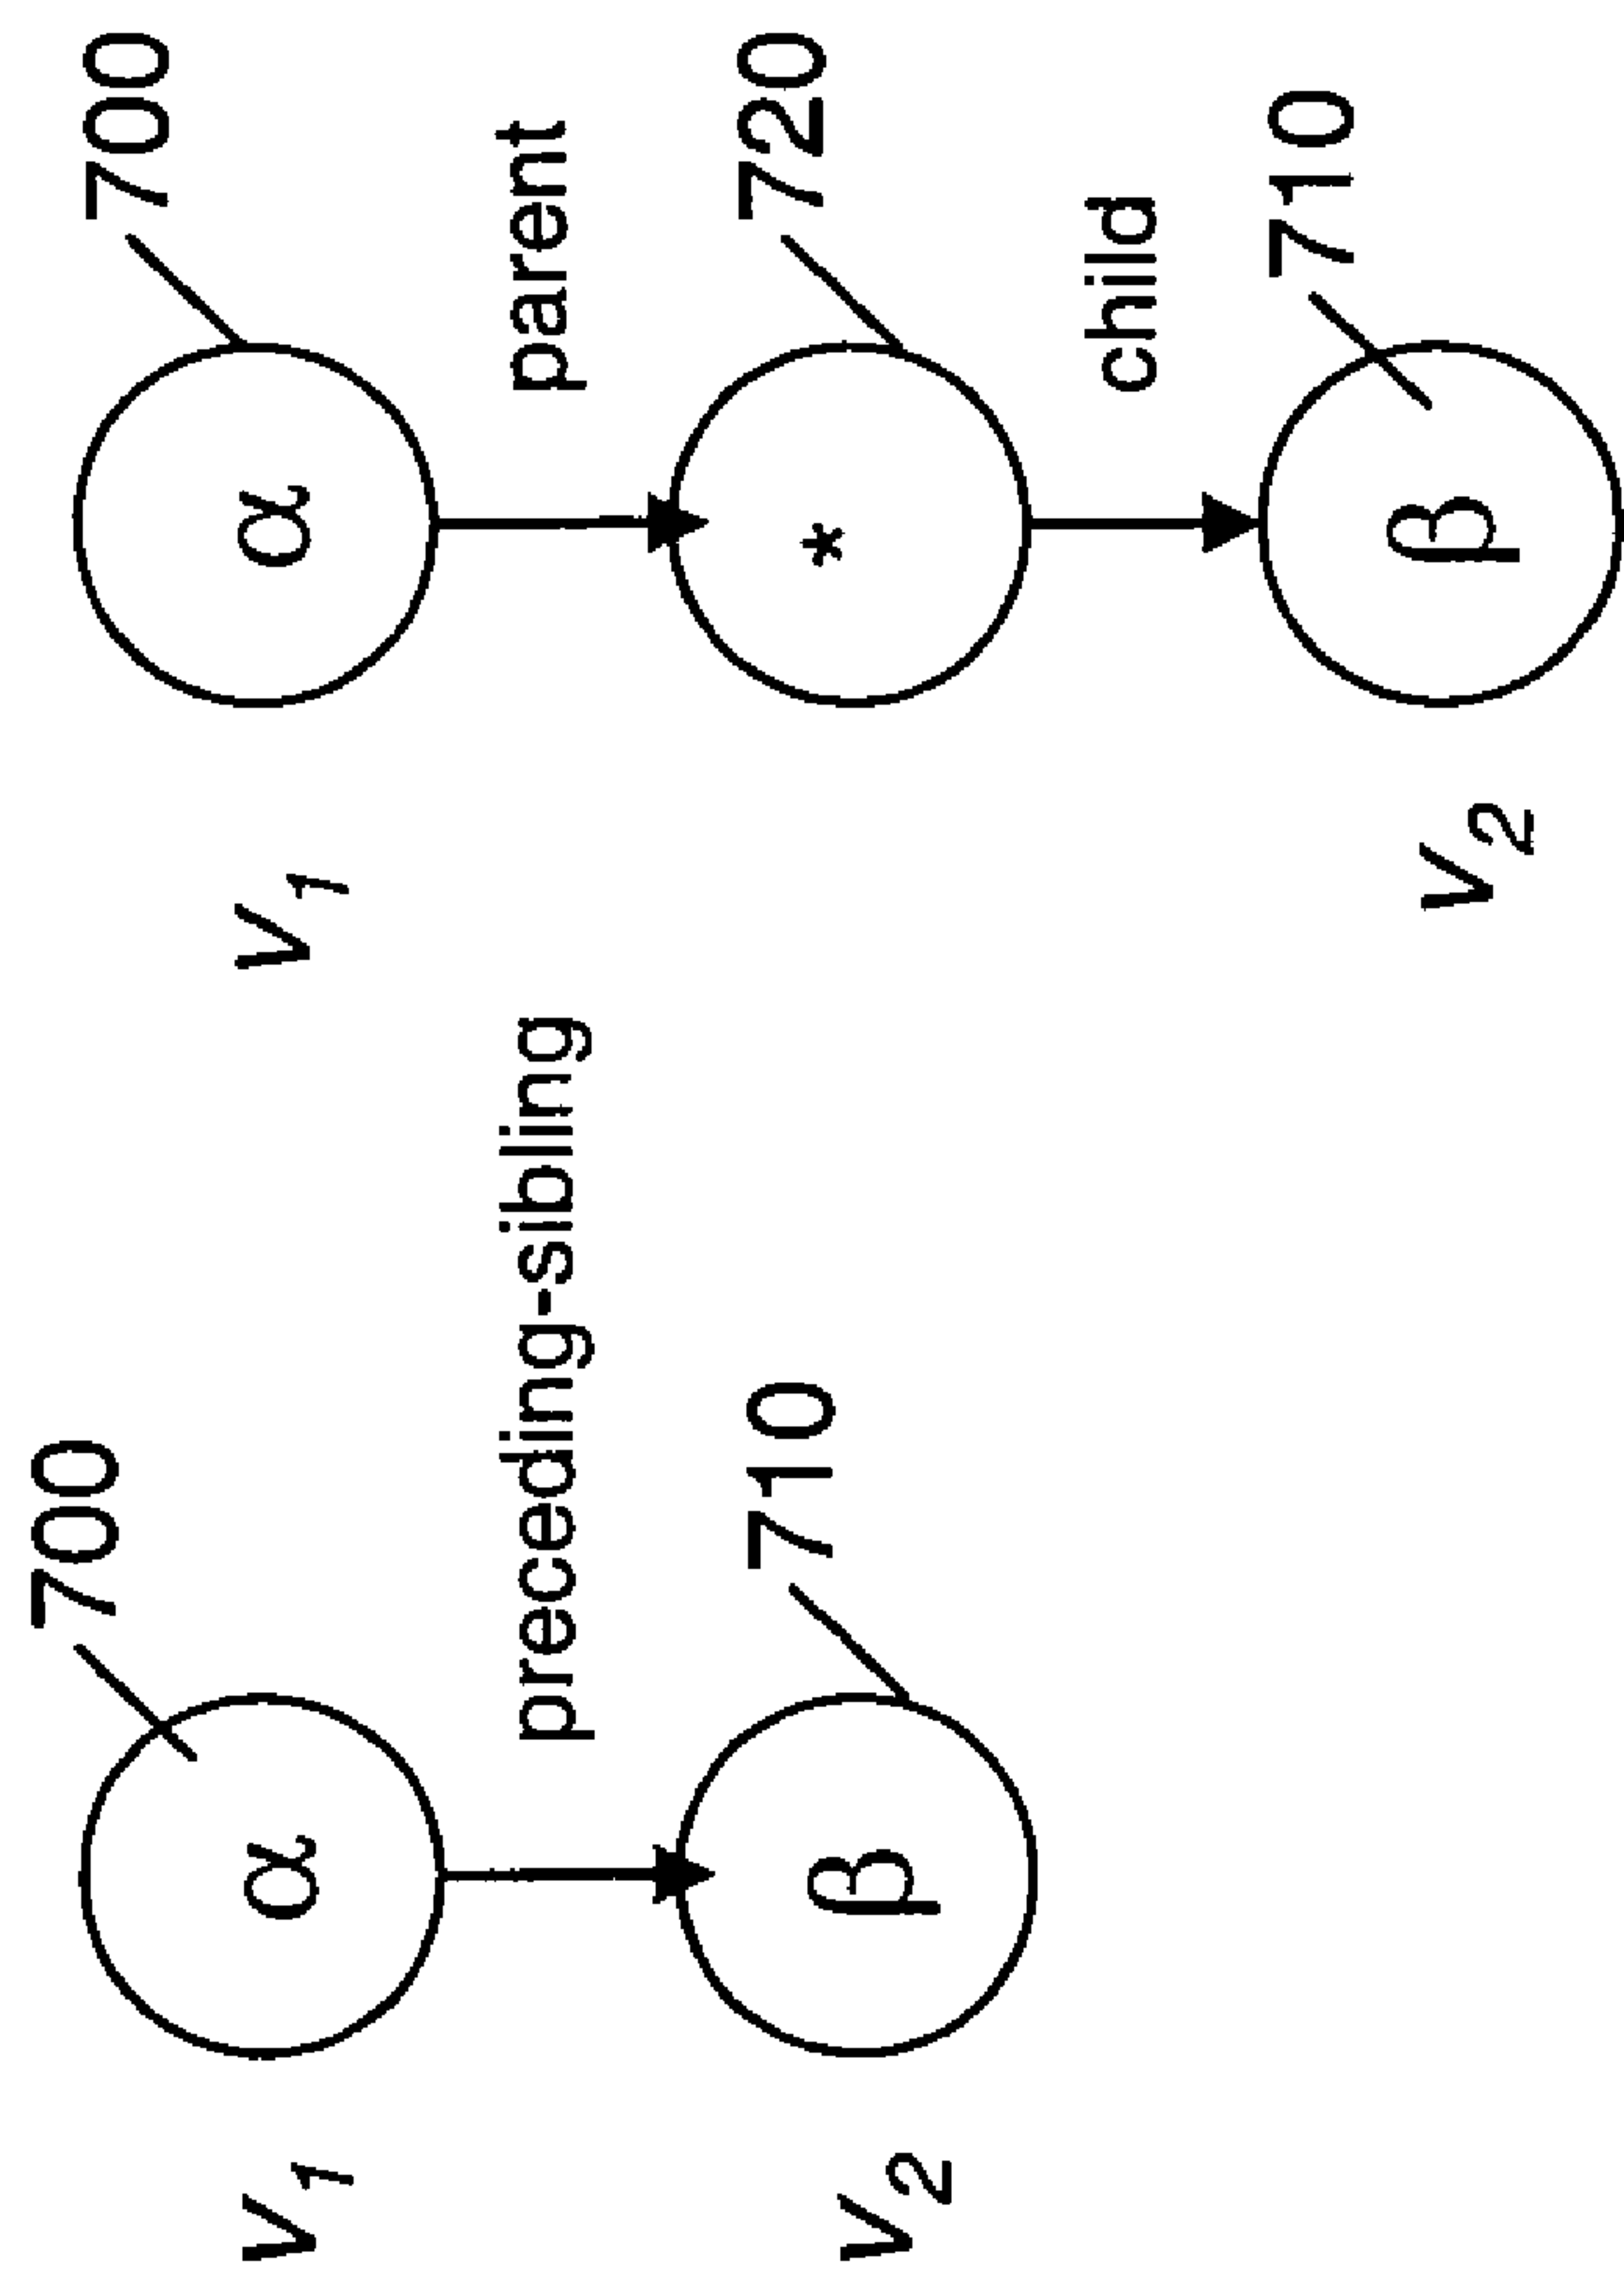 700
V1
α
preceding-sibling
710
V2
β
700
V1
α
parent
720
*
child
710
V2
β